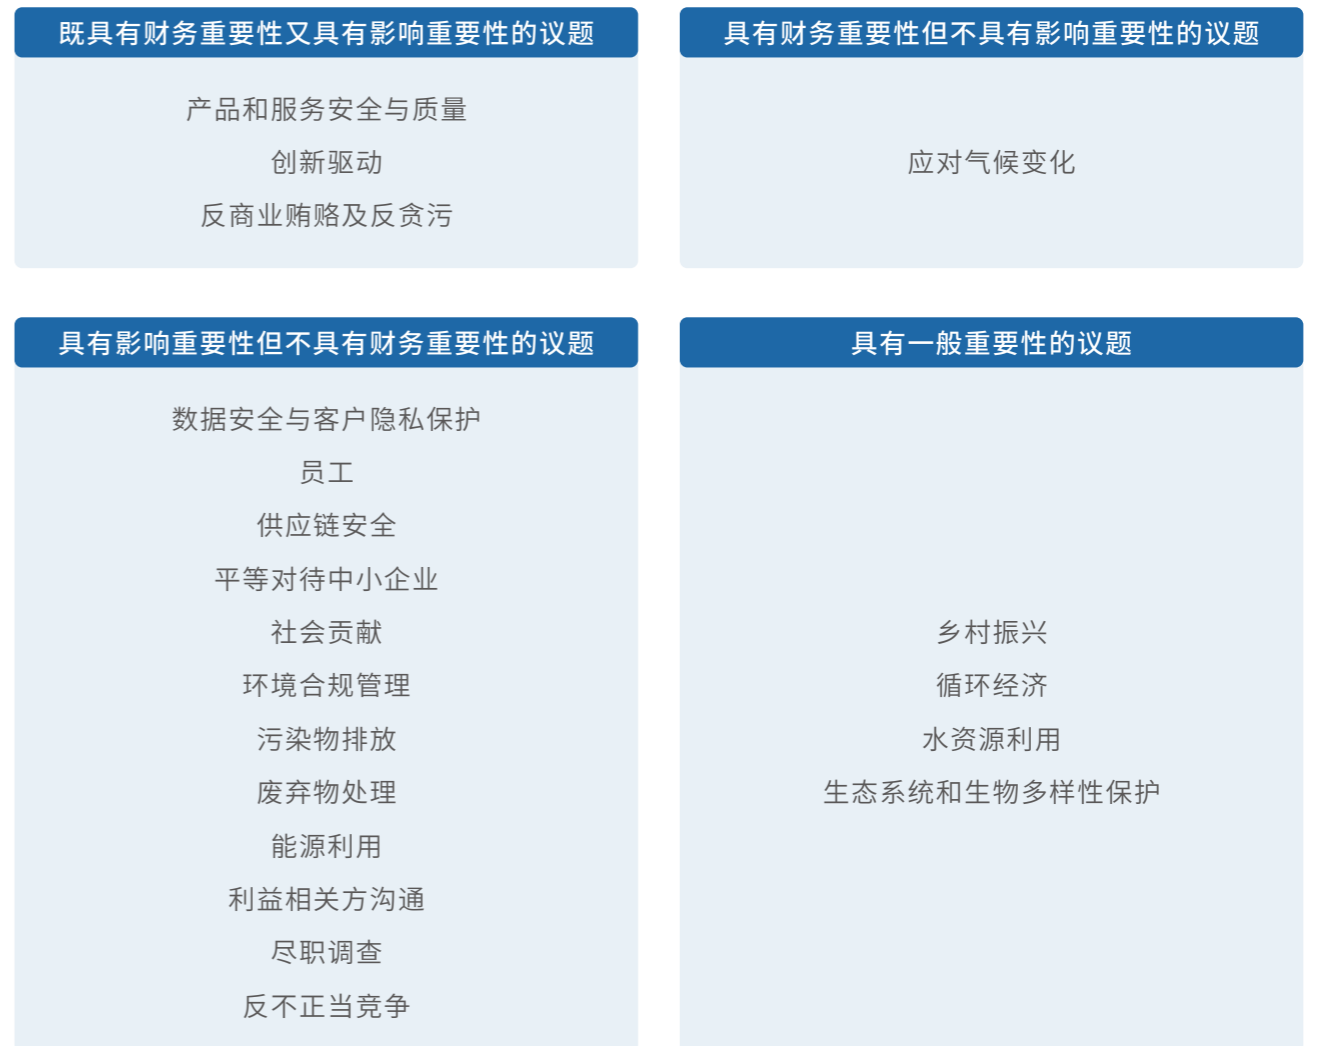 既具有财务重要性又具有影响重要性的议题
产品和服务安全与质量
创新驱动
反商业贿赂及反贪污
具有财务重要性但不具有影响重要性的议题
应对气候变化
具有影响重要性但不具有财务重要性的议题
数据安全与客户隐私保护
员工
供应链安全
平等对待中小企业
社会贡献
环境合规管理
污染物排放
废弃物处理
能源利用
利益相关方沟通
尽职调查
反不正当竞争
具有一般重要性的议题
乡村振兴
循环经济
水资源利用
生态系统和生物多样性保护